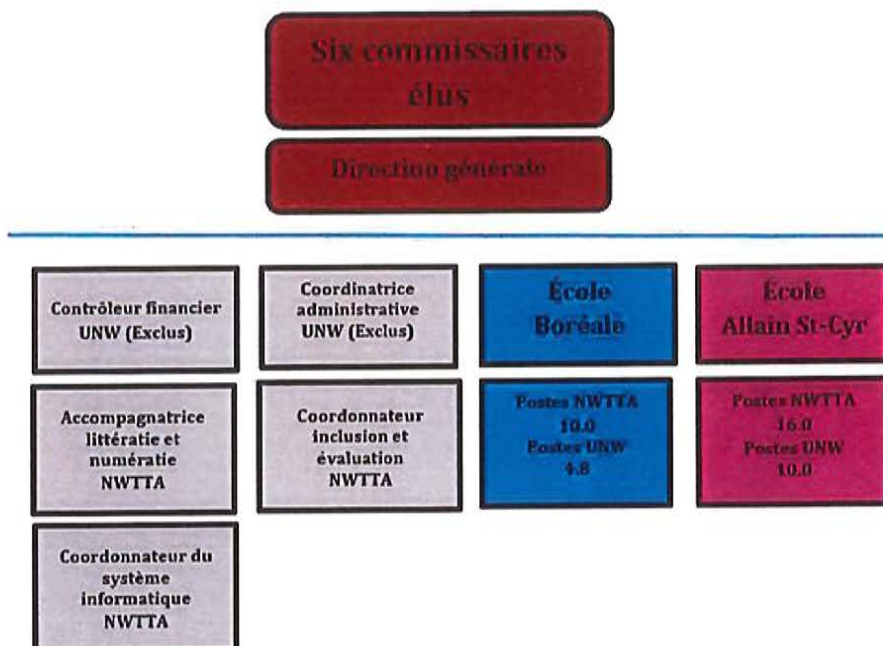 Six commissaires
élus
Direction générale
Contrôleur financier
UNW (Exclus)
Coordinatrice
administrative
UNW (Exclus)
École
Boréale
École
Allain St-Cyr
Accompagnatrice
littératie et
numératie
NWTTA
Coordonnateur
inclusion et
évaluation
NWTTA
Postes NWTTA
10.0
Postes UNW
4.8
Postes NWTTA
16.0
Postes UNW
10.0
Coordonnateur du
système
informatique
NWTTA